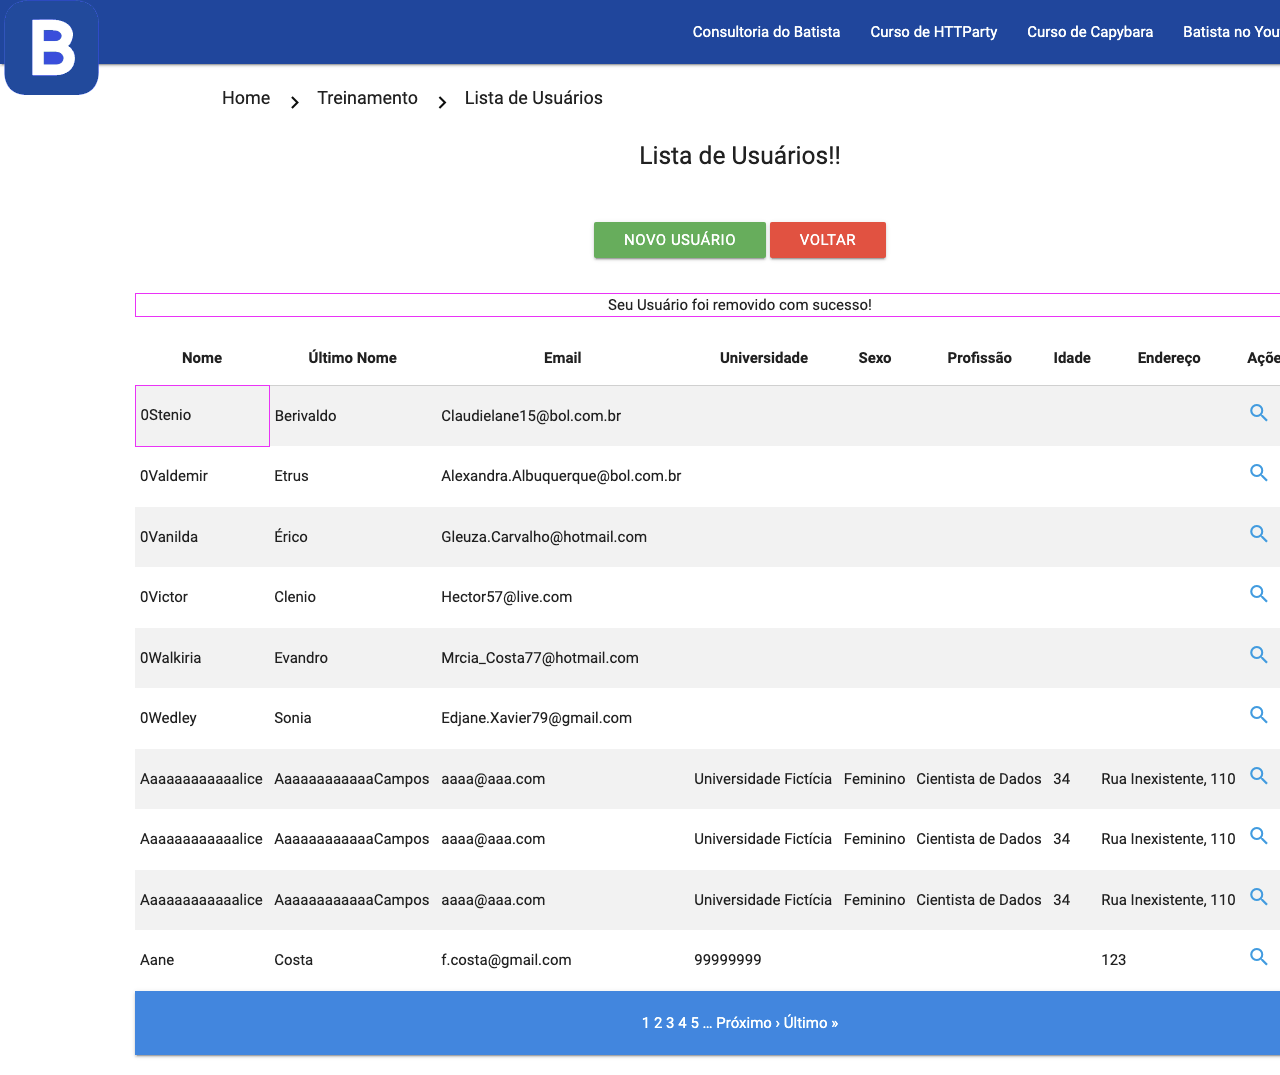 B
Consultoria do Batista Curso de HTTParty Curso de Capybara Batista no You
Home Treinamento Lista de Usuários
Lista de Usuários!!
NOVO USUÁRIO VOLTAR
Seu Usuário foi removido com sucesso!
Nome Último Nome Email Universidade Sexo Profissão Idade Endereço Açõe
0Stenio Berivaldo Claudielane15@bol.com.br
0Valdemir Etrus Alexandra.Albuquerque@bol.com.br
0Vanilda Érico Gleuza.Carvalho@hotmail.com
0Victor Clenio Hector57@live.com
0Walkiria Evandro Mrcia_Costa77@hotmail.com
0Wedley Sonia Edjane.Xavier79@gmail.com
Aaaaaaaaaaaalice AaaaaaaaaaaaCampos aaaa@aaa.com Universidade Fictícia Feminino Cientista de Dados 34 Rua Inexistente, 110
Aaaaaaaaaaaalice AaaaaaaaaaaaCampos aaaa@aaa.com Universidade Fictícia Feminino Cientista de Dados 34 Rua Inexistente, 110
Aaaaaaaaaaaalice AaaaaaaaaaaaCampos aaaa@aaa.com Universidade Fictícia Feminino Cientista de Dados 34 Rua Inexistente, 110
Aane Costa f.costa@gmail.com 99999999 123
1 2 3 4 5 … Próximo › Último »